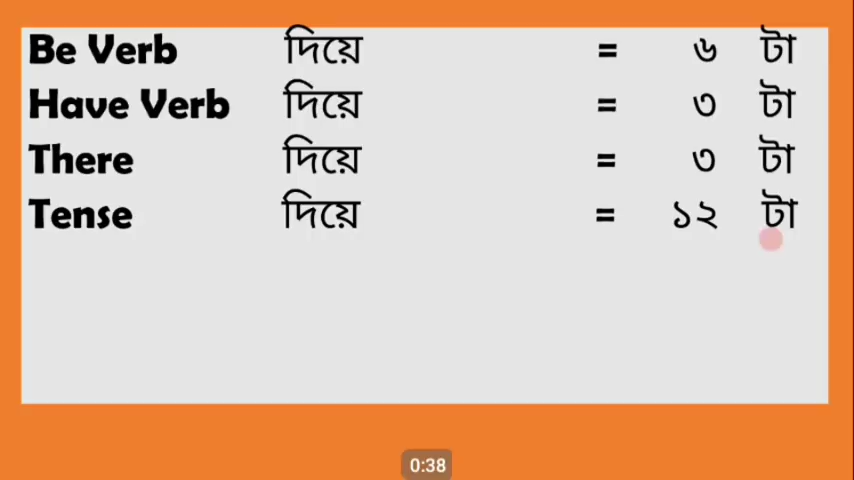 Be Verb দিয়ে = ৬ টা
Have Verb দিয়ে = ৩ টা
There দিয়ে = ৩ টা
Tense দিয়ে = ১২ টা
0:38